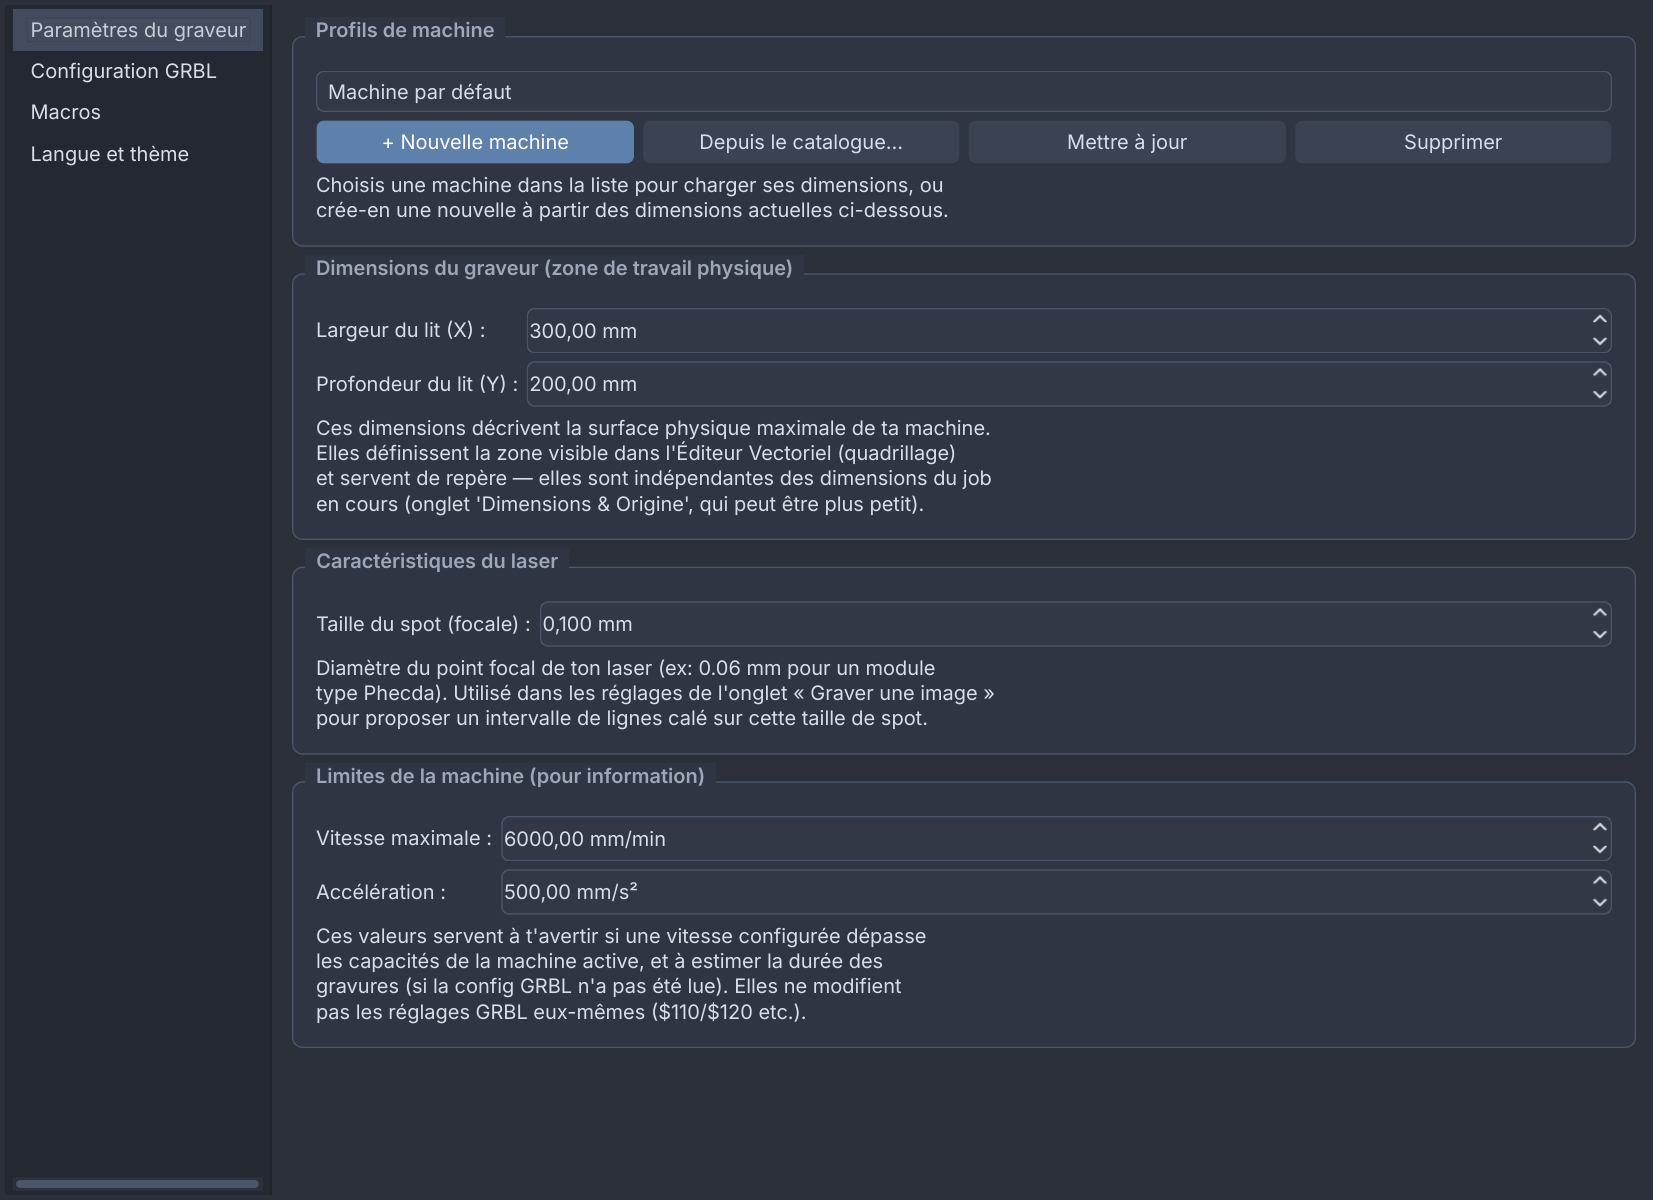 Paramètres du graveur
Configuration GRBL
Macros
Langue et thème
Profils de machine
Machine par défaut
+ Nouvelle machine
Depuis le catalogue...
Mettre à jour
Supprimer
Choisis une machine dans la liste pour charger ses dimensions, ou
crée-en une nouvelle à partir des dimensions actuelles ci-dessous.
Dimensions du graveur (zone de travail physique)
Largeur du lit (X) : 300,00 mm
Profondeur du lit (Y) : 200,00 mm
Ces dimensions décrivent la surface physique maximale de ta machine.
Elles définissent la zone visible dans l'Éditeur Vectoriel (quadrillage)
et servent de repère — elles sont indépendantes des dimensions du job
en cours (onglet 'Dimensions & Origine', qui peut être plus petit).
Caractéristiques du laser
Taille du spot (focale) : 0,100 mm
Diamètre du point focal de ton laser (ex: 0.06 mm pour un module
type Phecda). Utilisé dans les réglages de l'onglet « Graver une image »
pour proposer un intervalle de lignes calé sur cette taille de spot.
Limites de la machine (pour information)
Vitesse maximale : 6000,00 mm/min
Accélération : 500,00 mm/s²
Ces valeurs servent à t'avertir si une vitesse configurée dépasse
les capacités de la machine active, et à estimer la durée des
gravures (si la config GRBL n'a pas été lue). Elles ne modifient
pas les réglages GRBL eux-mêmes ($110/$120 etc.).